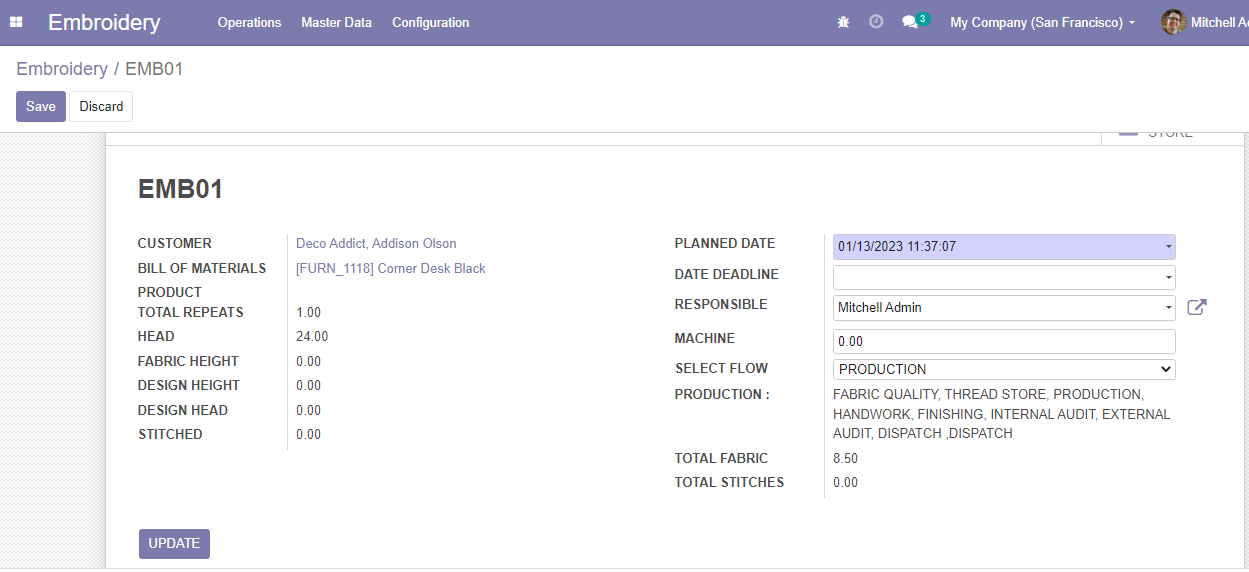 Embroidery Operations Master Data Configuration 3 My Company (San Francisco) Mitchell
Embroidery / EMB01
Save Discard
STORE
EMB01
CUSTOMER Deco Addict, Addison Olson
BILL OF MATERIALS [FURN_1118] Corner Desk Black
PRODUCT
TOTAL REPEATS 1.00
HEAD 24.00
FABRIC HEIGHT 0.00
DESIGN HEIGHT 0.00
DESIGN HEAD 0.00
STITCHED 0.00
PLANNED DATE 01/13/2023 11:37:07
DATE DEADLINE
RESPONSIBLE Mitchell Admin
MACHINE 0.00
SELECT FLOW PRODUCTION
PRODUCTION : FABRIC QUALITY, THREAD STORE, PRODUCTION,
HANDWORK, FINISHING, INTERNAL AUDIT, EXTERNAL
AUDIT, DISPATCH ,DISPATCH
TOTAL FABRIC 8.50
TOTAL STITCHES 0.00
UPDATE